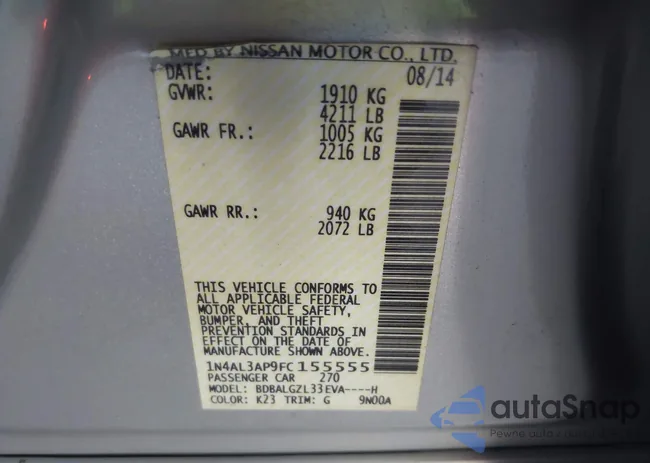 MFD BY NISSAN MOTOR CO., LTD.
DATE: 08/14
GVWR: 1910 KG
4211 LB
GAWR FR.: 1005 KG
2216 LB
GAWR RR.: 940 KG
2072 LB
THIS VEHICLE CONFORMS TO
ALL APPLICABLE FEDERAL
MOTOR VEHICLE SAFETY,
BUMPER, AND THEFT
PREVENTION STANDARDS IN
EFFECT ON THE DATE OF
MANUFACTURE SHOWN ABOVE.
1N4AL3AP9FC155555
PASSENGER CAR 270
MODEL: BDBALGZL33EVA----H
COLOR: K23 TRIM: G 9N00A
autoSnap
Pewne auta z